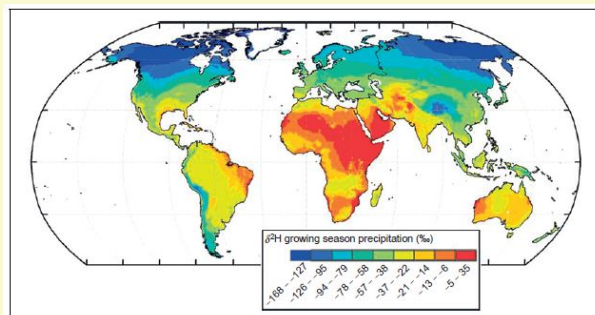 δ²H growing season precipitation (‰)
−168 - −127
−126 - −95
−94 - −79
−78 - −58
−57 - −38
−37 - −22
−21 - −14
−13 - −6
−5 - 35